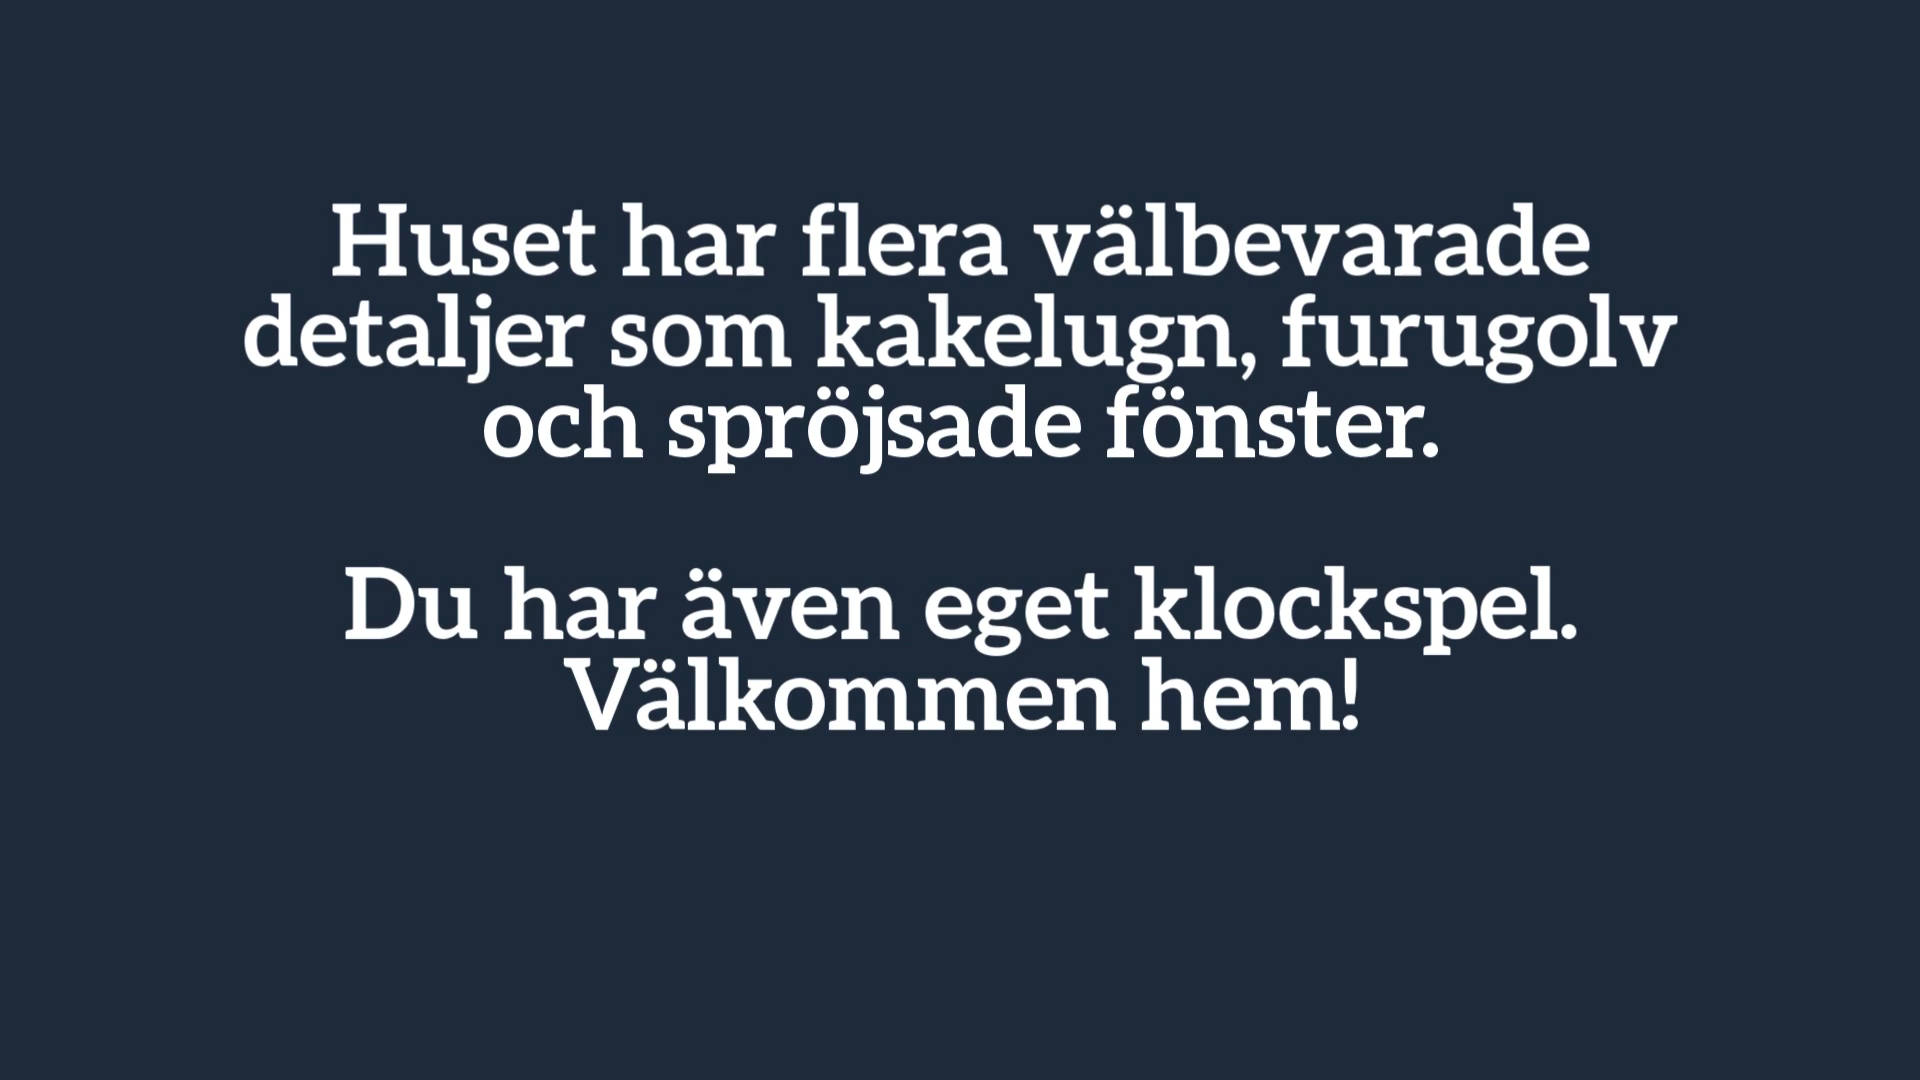 Huset har flera välbevarade
detaljer som kakelugn, furugolv
och spröjsade fönster.
Du har även eget klockspel.
Välkommen hem!